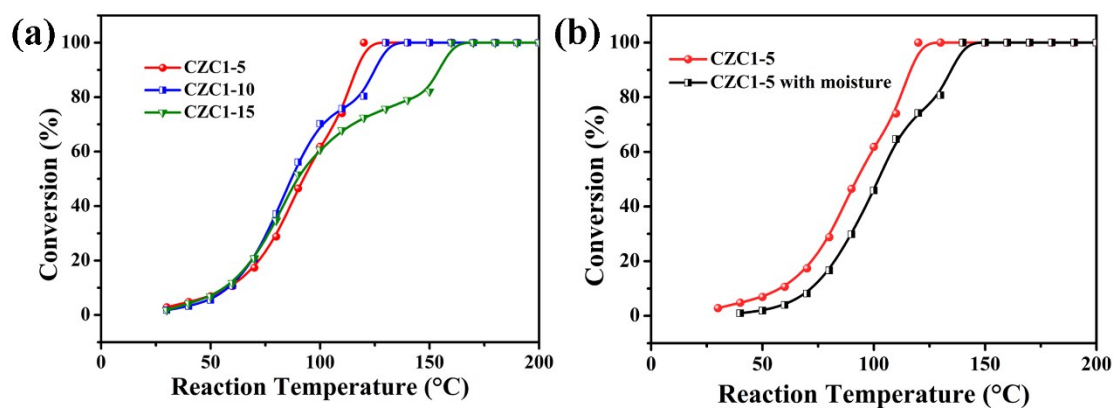 (a)
CZC1-5
CZC1-10
CZC1-15
Conversion (%)
100
80
60
40
20
0
0
50
100
150
200
Reaction Temperature (°C)
(b)
CZC1-5
CZC1-5 with moisture
Conversion (%)
100
80
60
40
20
0
0
50
100
150
200
Reaction Temperature (°C)